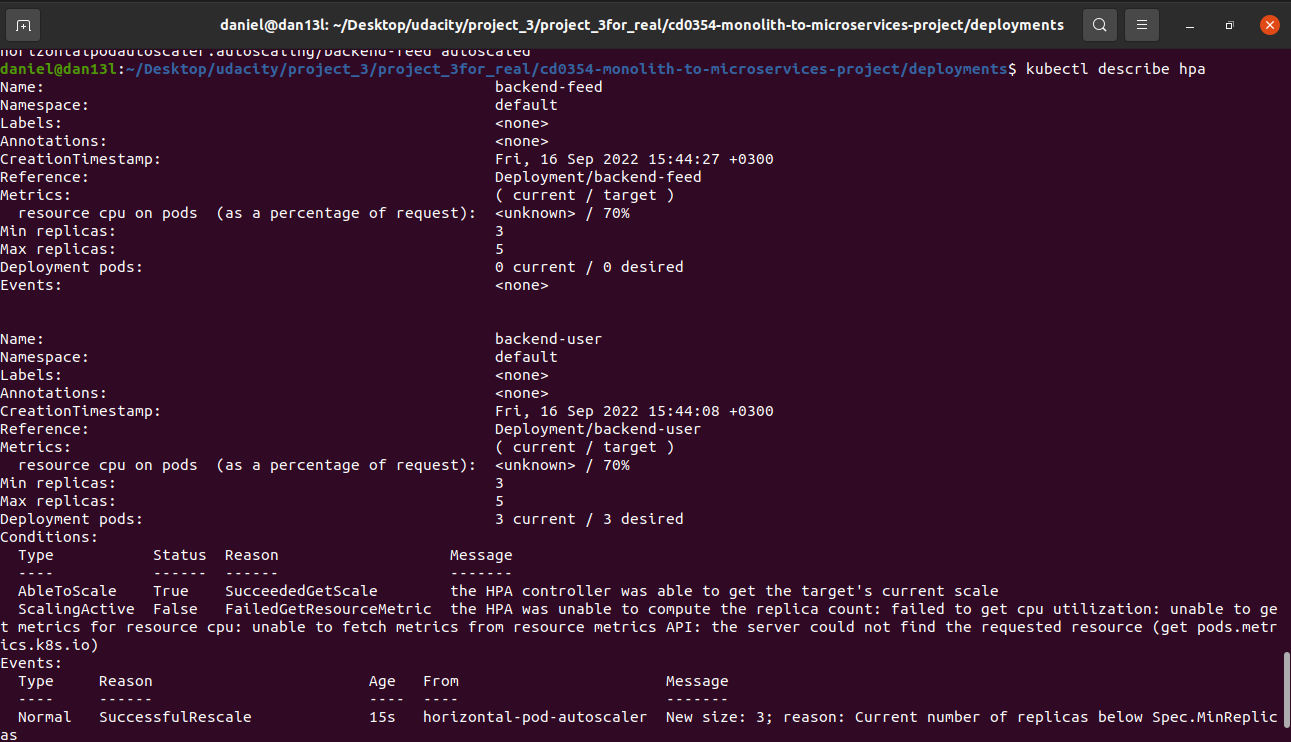 daniel@dan13l: ~/Desktop/udacity/project_3/project_3for_real/cd0354-monolith-to-microservices-project/deployments
horizontalpodautoscaler.autoscaling/backend-feed autoscaled
daniel@dan13l:~/Desktop/udacity/project_3/project_3for_real/cd0354-monolith-to-microservices-project/deployments$ kubectl describe hpa
Name:                                                  backend-feed
Namespace:                                             default
Labels:                                                <none>
Annotations:                                           <none>
CreationTimestamp:                                     Fri, 16 Sep 2022 15:44:27 +0300
Reference:                                             Deployment/backend-feed
Metrics:                                               ( current / target )
  resource cpu on pods  (as a percentage of request):  <unknown> / 70%
Min replicas:                                          3
Max replicas:                                          5
Deployment pods:                                       0 current / 0 desired
Events:                                                <none>
Name:                                                  backend-user
Namespace:                                             default
Labels:                                                <none>
Annotations:                                           <none>
CreationTimestamp:                                     Fri, 16 Sep 2022 15:44:08 +0300
Reference:                                             Deployment/backend-user
Metrics:                                               ( current / target )
  resource cpu on pods  (as a percentage of request):  <unknown> / 70%
Min replicas:                                          3
Max replicas:                                          5
Deployment pods:                                       3 current / 3 desired
Conditions:
  Type           Status  Reason                   Message
  ----           ------  ------                   -------
  AbleToScale    True    SucceededGetScale        the HPA controller was able to get the target's current scale
  ScalingActive  False   FailedGetResourceMetric  the HPA was unable to compute the replica count: failed to get cpu utilization: unable to ge
t metrics for resource cpu: unable to fetch metrics from resource metrics API: the server could not find the requested resource (get pods.metr
ics.k8s.io)
Events:
  Type     Reason                        Age   From                       Message
  ----     ------                        ----  ----                       -------
  Normal   SuccessfulRescale             15s   horizontal-pod-autoscaler  New size: 3; reason: Current number of replicas below Spec.MinReplic
as